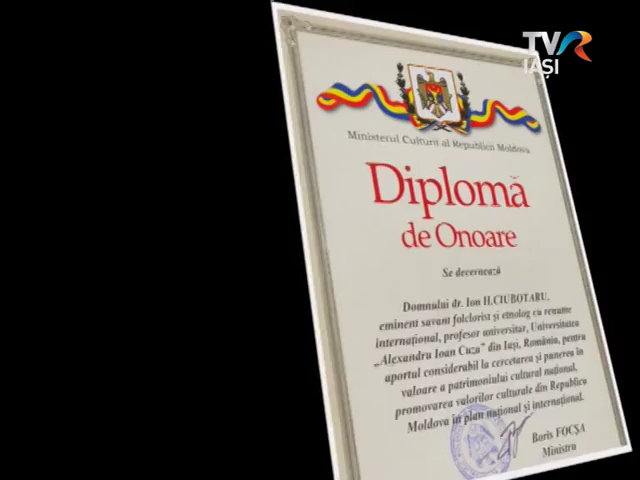 TVR
IAȘI
Ministerul Culturii al Republicii Moldova
Diplomă
de Onoare
Se decernează
Domnului dr. Ion H.CIUBOTARU,
eminent savant folclorist și etnolog cu renume
internațional, profesor universitar, Universitatea
„Alexandru Ioan Cuza” din Iași, România, pentru
aportul considerabil la cercetarea și punerea în
valoare a patrimoniului cultural național,
promovarea valorilor culturale din Republica
Moldova în plan național și internațional.
Boris FOCȘA
Ministru